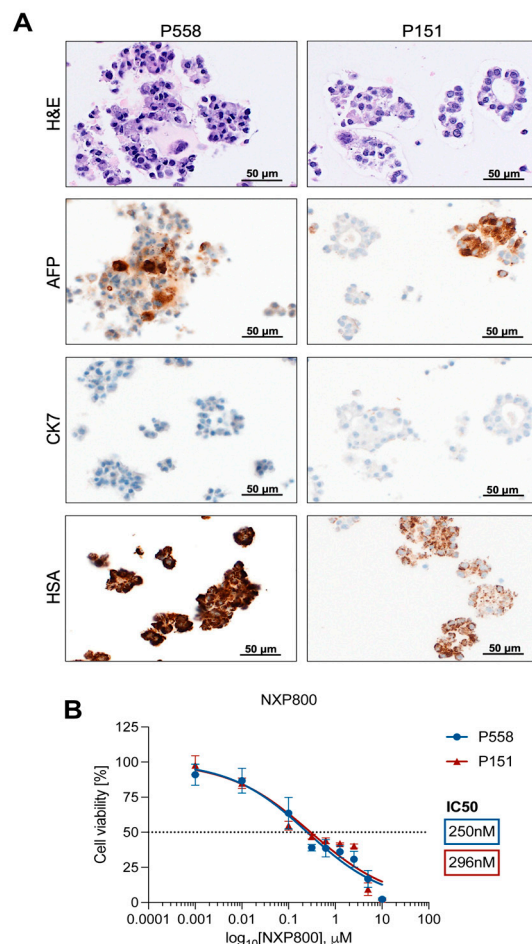 A
P558 P151
H&E
50 µm 50 µm
AFP
50 µm 50 µm
CK7
50 µm 50 µm
HSA
50 µm 50 µm
B
NXP800
Cell viability [%]
125
100
75
50
25
0
0.0001 0.001 0.01 0.1 1 10 100
log10[NXP800], µM
P558
P151
IC50
250nM
296nM